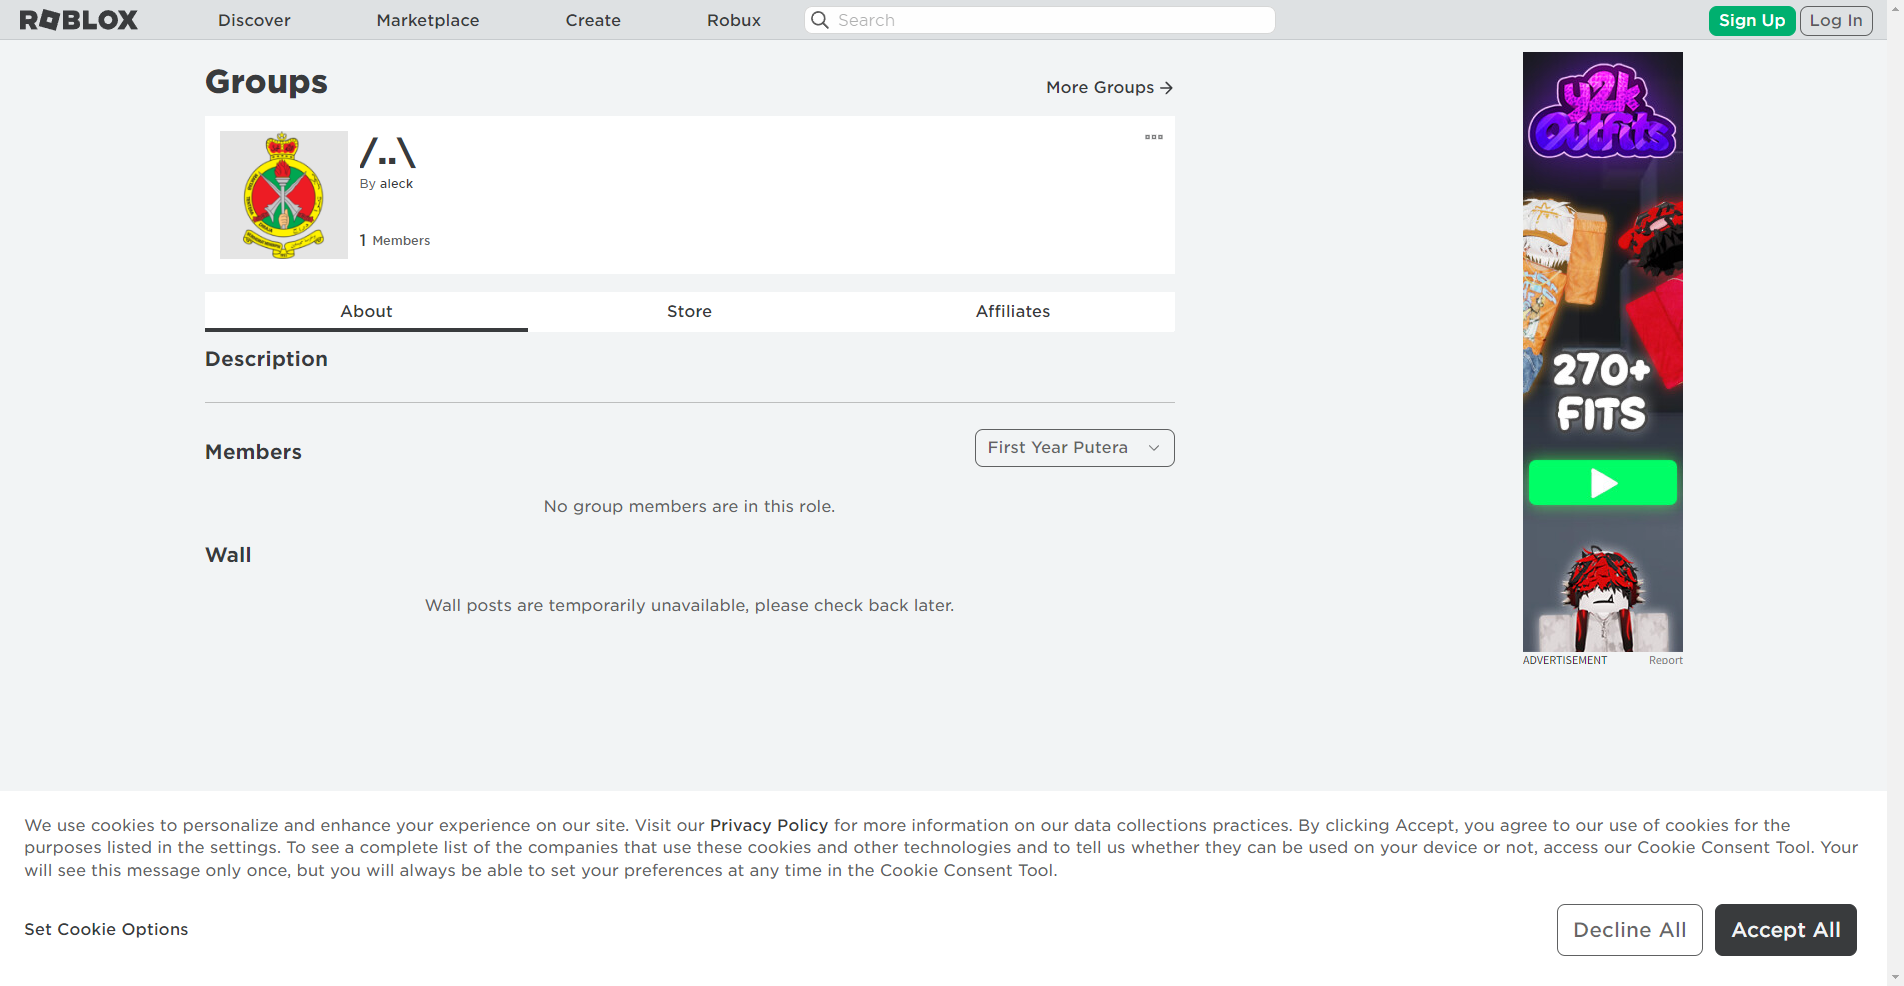 ROBLOX
Discover
Marketplace
Create
Robux
Search
Sign Up
Log In
Groups
More Groups →
/..\
By aleck
1 Members
About
Store
Affiliates
Description
Members
First Year Putera
No group members are in this role.
Wall
Wall posts are temporarily unavailable, please check back later.
y2k
Outfits
270+
FITS
ADVERTISEMENT
Report
We use cookies to personalize and enhance your experience on our site. Visit our Privacy Policy for more information on our data collections practices. By clicking Accept, you agree to our use of cookies for the
purposes listed in the settings. To see a complete list of the companies that use these cookies and other technologies and to tell us whether they can be used on your device or not, access our Cookie Consent Tool. Your
will see this message only once, but you will always be able to set your preferences at any time in the Cookie Consent Tool.
Set Cookie Options
Decline All
Accept All